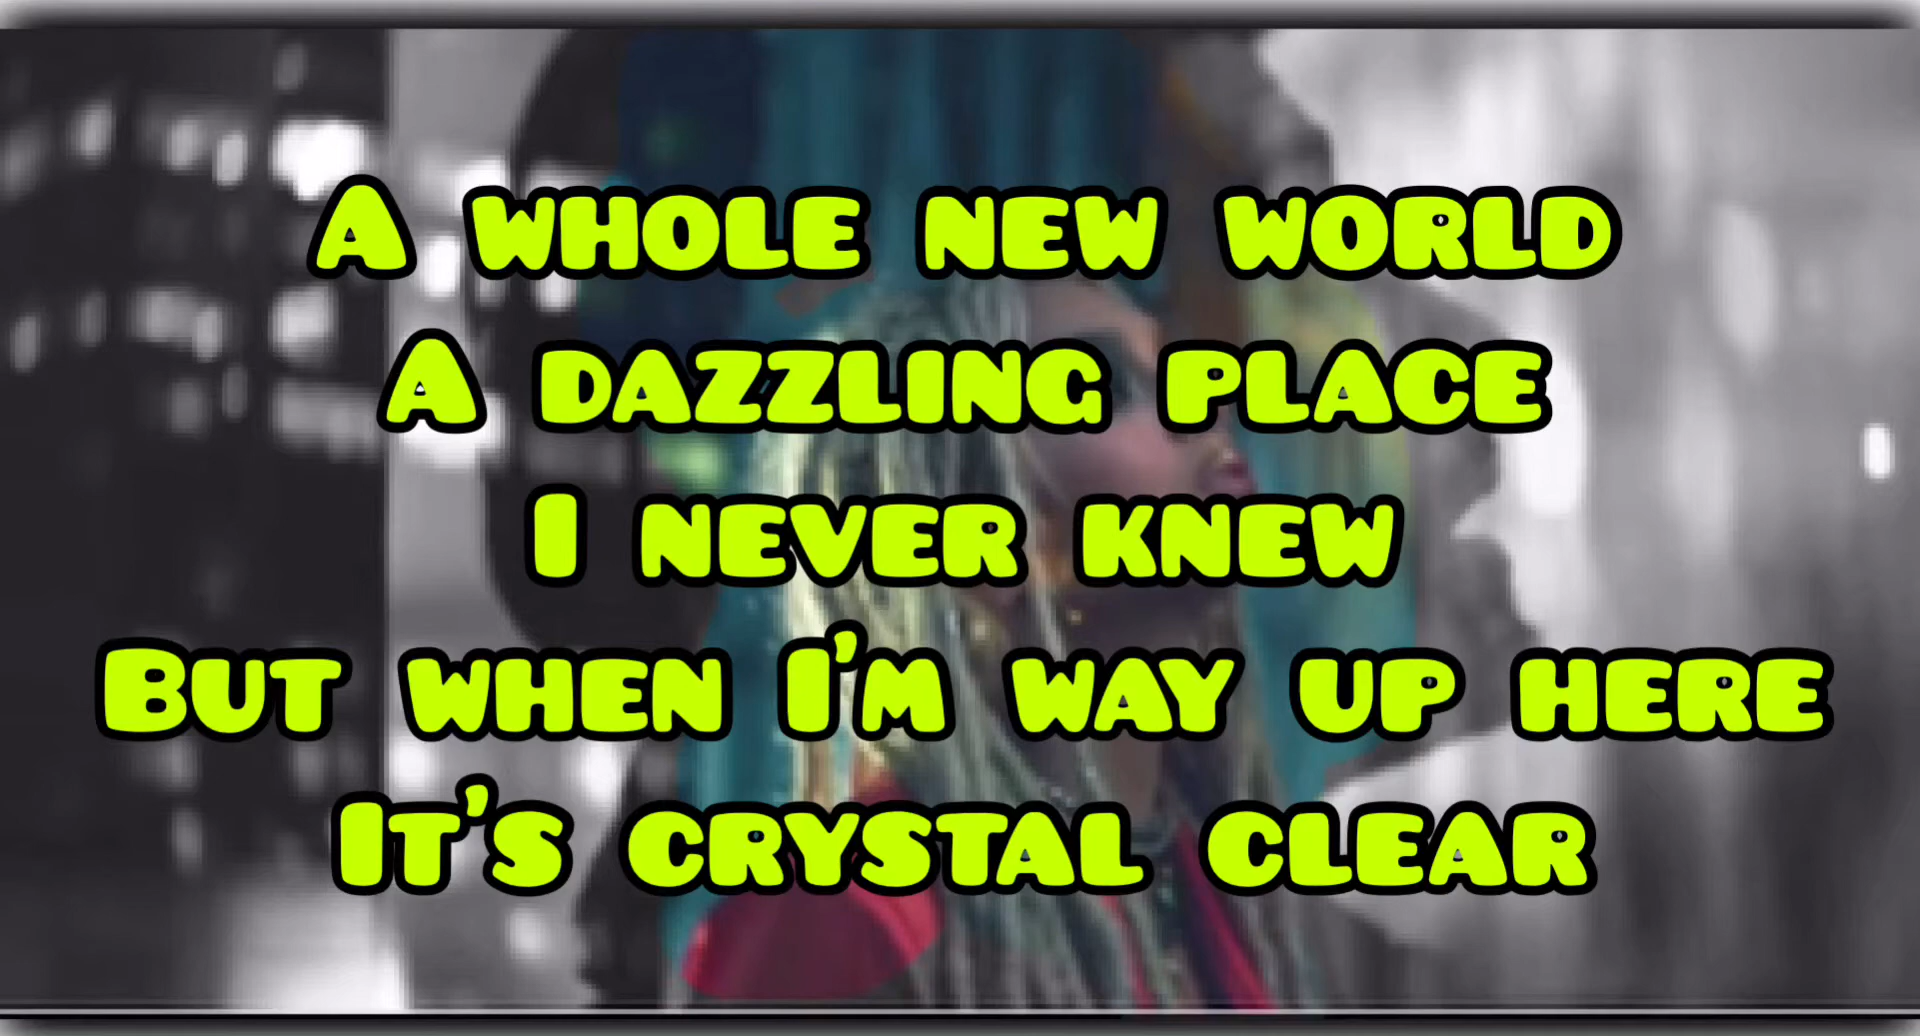 A whole new world
A dazzling place
I never knew
But when I'm way up here
It's crystal clear